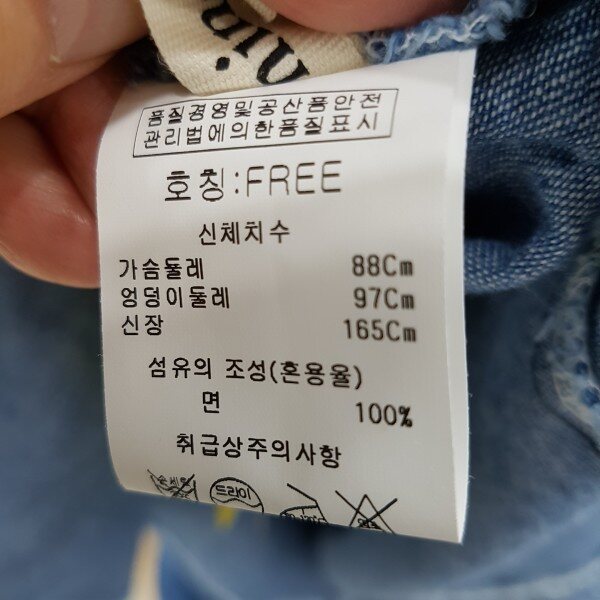 품질경영및공산품안전
관리법에의한품질표시
호칭:FREE
신체치수
가슴둘레 88Cm
엉덩이둘레 97Cm
신장 165Cm
섬유의 조성(혼용율)
면 100%
취급상주의사항
손세탁
드라이